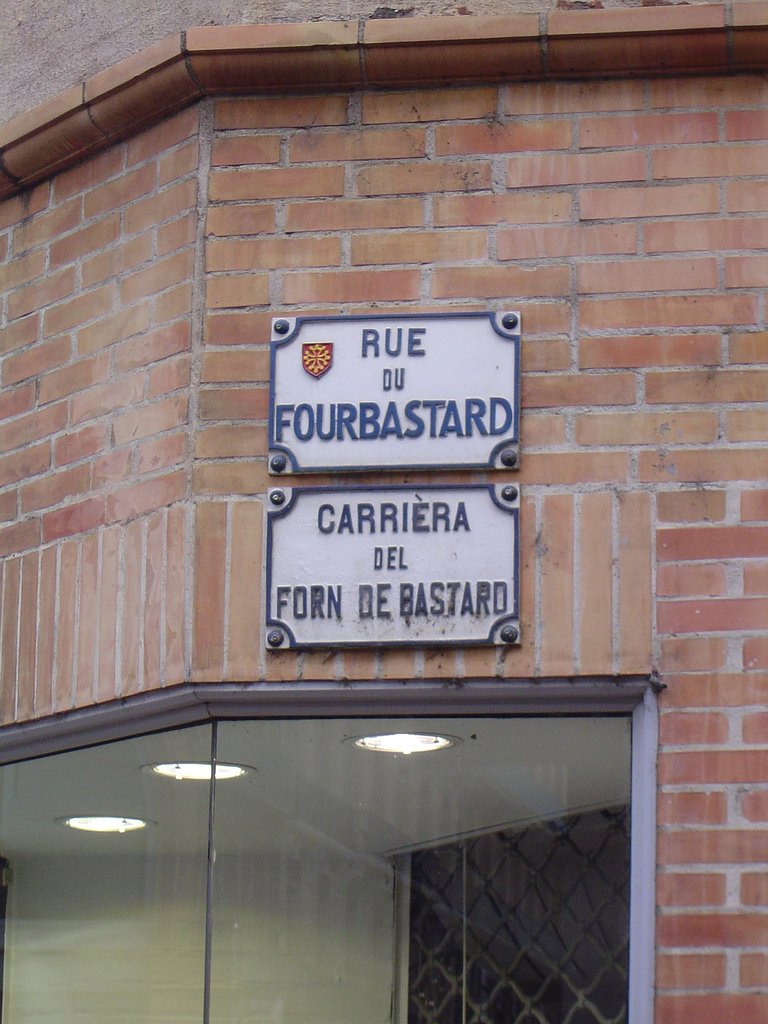 RUE
DU
FOURBASTARD
CARRIÈRA
DEL
FORN DE BASTARD